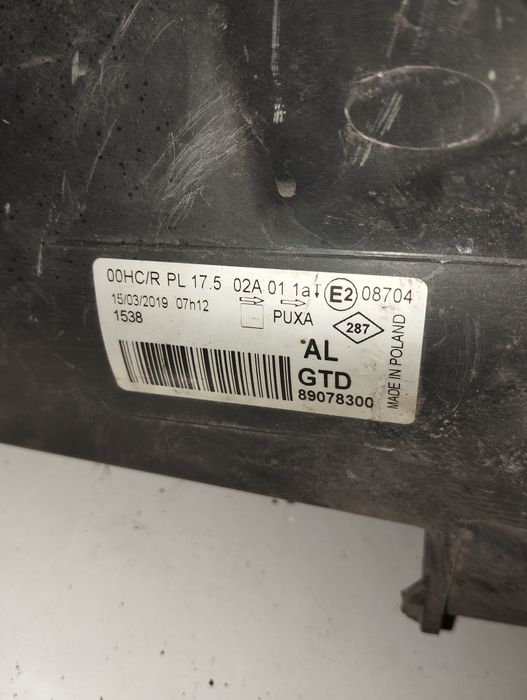 00HC/R PL 17.5 02A 01 1a E2 08704
15/03/2019 07h12
PUXA
287
1538
AL
GTD
89078300
MADE IN POLAND